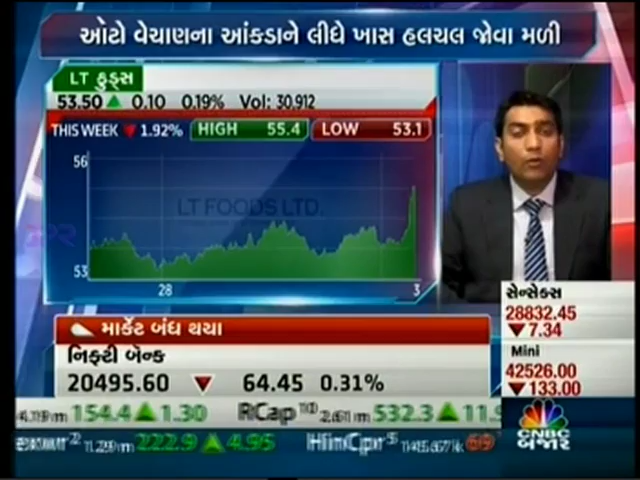 ઓટો વેચાણના આંકડાને લીધે ખાસ હલચલ જોવા મળી
LT ફુડ્સ
53.50 ▲ 0.10 0.19% Vol: 30,912
THIS WEEK ▼ 1.92% HIGH 55.4 LOW 53.1
56
LT FOODS LTD.
53
28 3
સેન્સેક્સ
28832.45
▼ 7.34
Mini
42526.00
▼ 133.00
માર્કેટ બંધ થયા
નિફ્ટી બેન્ક
20495.60 ▼ 64.45 0.31%
154.4 ▲ 1.30 RCap 532.3 ▲ 11.9
222.9 ▲ 4.95 HinCpr 69
CNBC
બજાર